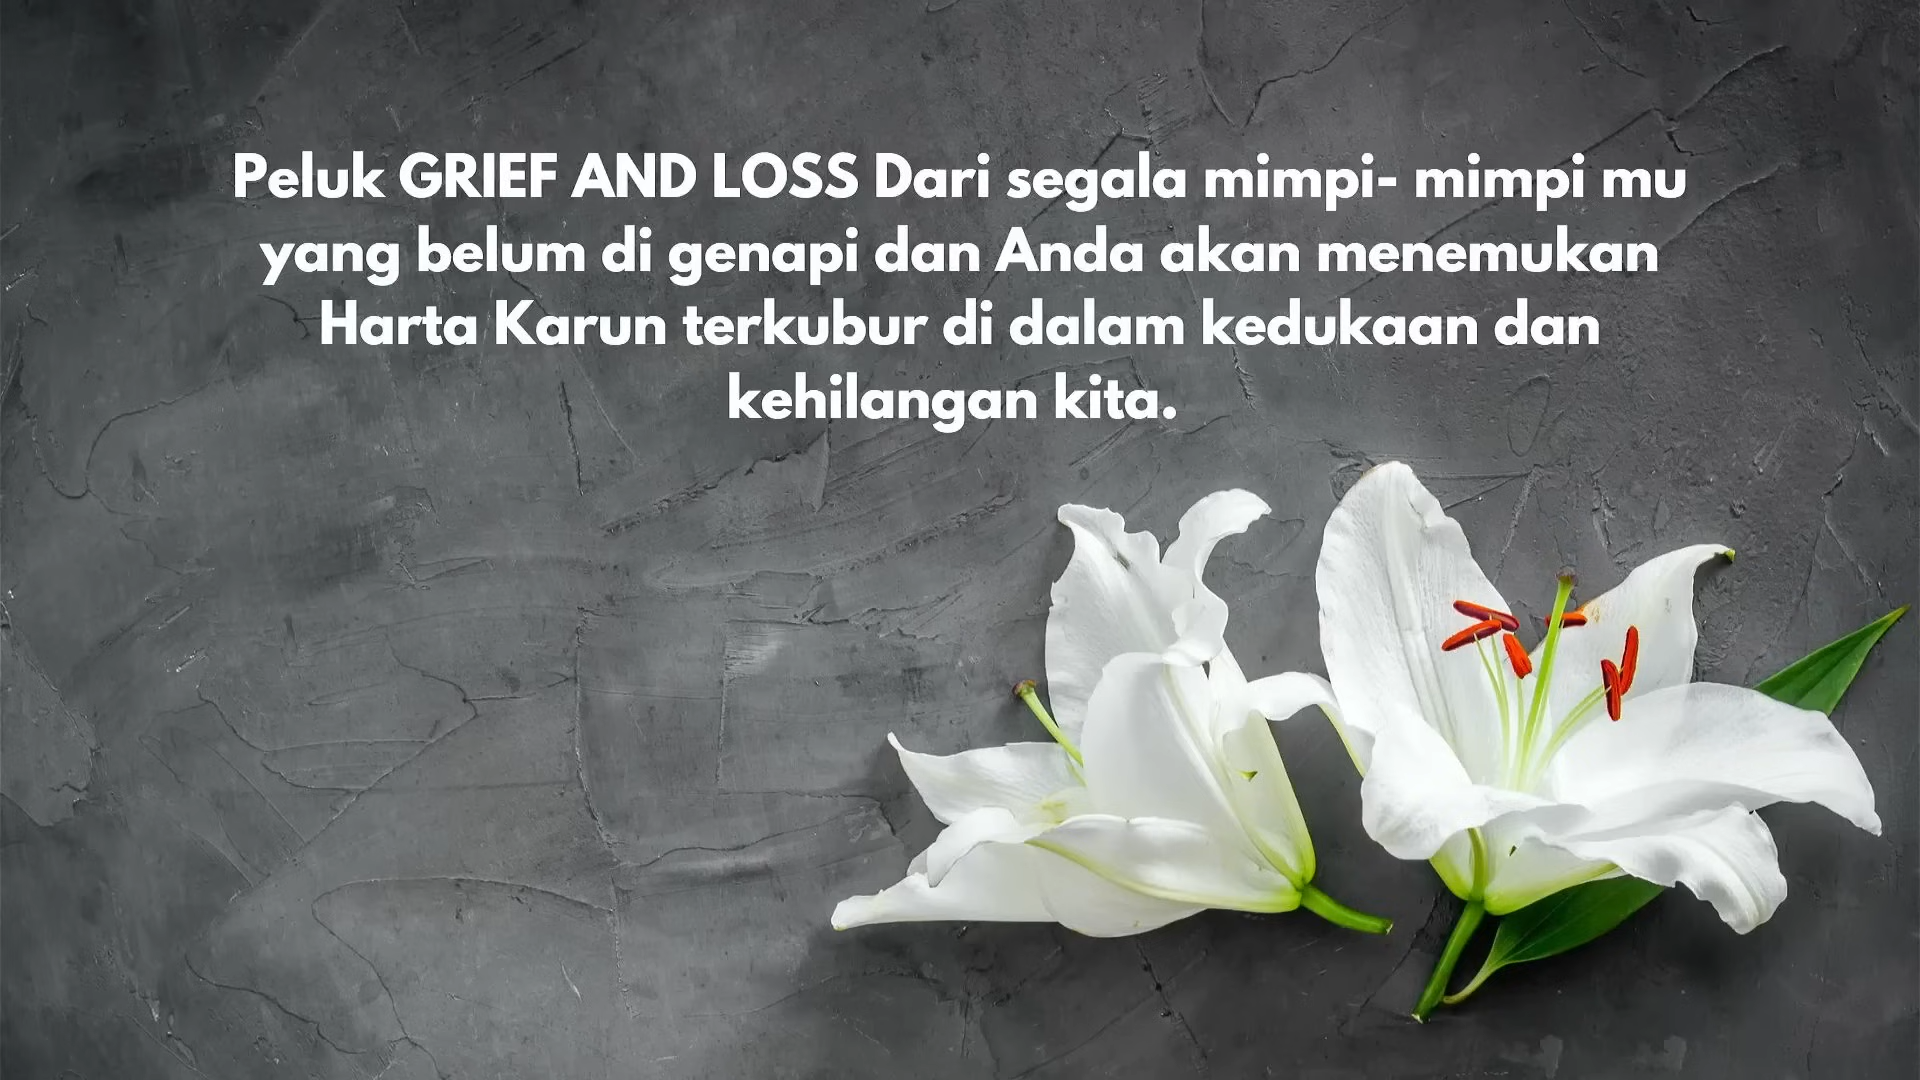 Peluk GRIEF AND LOSS Dari segala mimpi- mimpi mu
yang belum di genapi dan Anda akan menemukan
Harta Karun terkubur di dalam kedukaan dan
kehilangan kita.